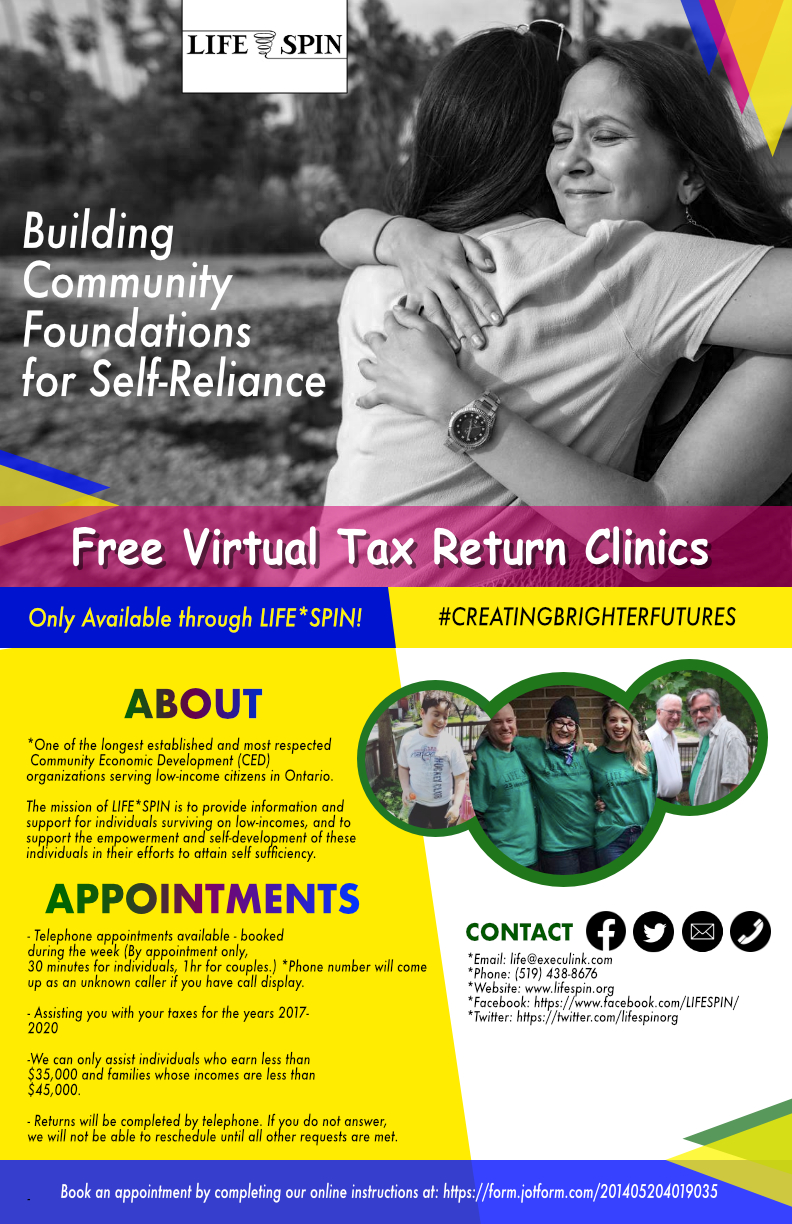 LIFE SPIN
Building
Community
Foundations
for Self-Reliance
Free Virtual Tax Return Clinics
Only Available through LIFE*SPIN!
#CREATINGBRIGHTERFUTURES
ABOUT
*One of the longest established and most respected
Community Economic Development (CED)
organizations serving low-income citizens in Ontario.
The mission of LIFE*SPIN is to provide information and
support for individuals surviving on low-incomes, and to
support the empowerment and self-development of these
individuals in their efforts to attain self sufficiency.
APPOINTMENTS
- Telephone appointments available - booked
during the week (By appointment only,
30 minutes for individuals, 1hr for couples.) *Phone number will come
up as an unknown caller if you have call display.
- Assisting you with your taxes for the years 2017-
2020
-We can only assist individuals who earn less than
$35,000 and families whose incomes are less than
$45,000.
- Returns will be completed by telephone. If you do not answer,
we will not be able to reschedule until all other requests are met.
CONTACT
*Email: life@execulink.com
*Phone: (519) 438-8676
*Website: www.lifespin.org
*Facebook: https://www.facebook.com/LIFESPIN/
*Twitter: https://twitter.com/lifespinorg
- Book an appointment by completing our online instructions at: https://form.jotform.com/201405204019035